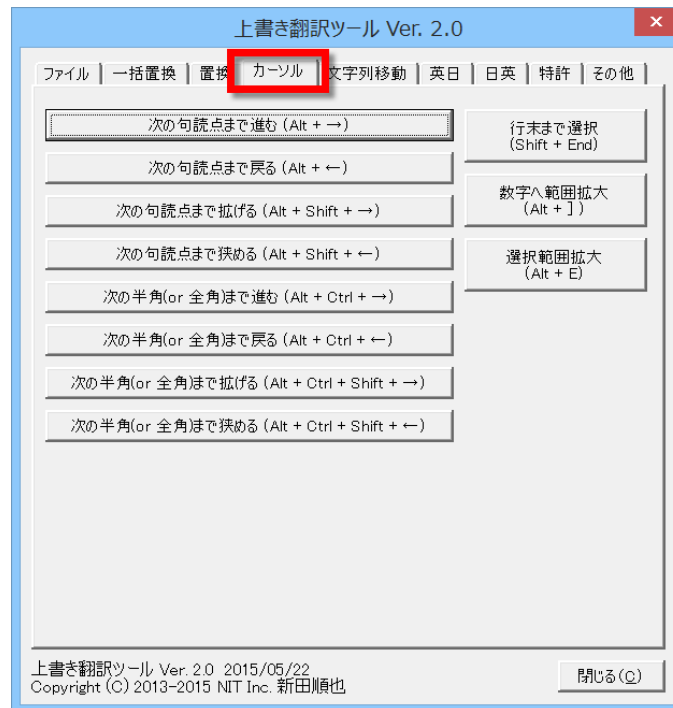 上書き翻訳ツール Ver. 2.0
×
ファイル 一括置換 置換 カーソル 文字列移動 英日 日英 特許 その他
次の句読点まで進む (Alt + →)
次の句読点まで戻る (Alt + ←)
次の句読点まで拡げる (Alt + Shift + →)
次の句読点まで狭める (Alt + Shift + ←)
次の半角(or 全角)まで進む (Alt + Ctrl + →)
次の半角(or 全角)まで戻る (Alt + Ctrl + ←)
次の半角(or 全角)まで拡げる (Alt + Ctrl + Shift + →)
次の半角(or 全角)まで狭める (Alt + Ctrl + Shift + ←)
行末まで選択
(Shift + End)
数字へ範囲拡大
(Alt + ] )
選択範囲拡大
(Alt + E)
上書き翻訳ツール Ver. 2.0 2015/05/22
Copyright (C) 2013-2015 NIT Inc. 新田順也
閉じる(C)